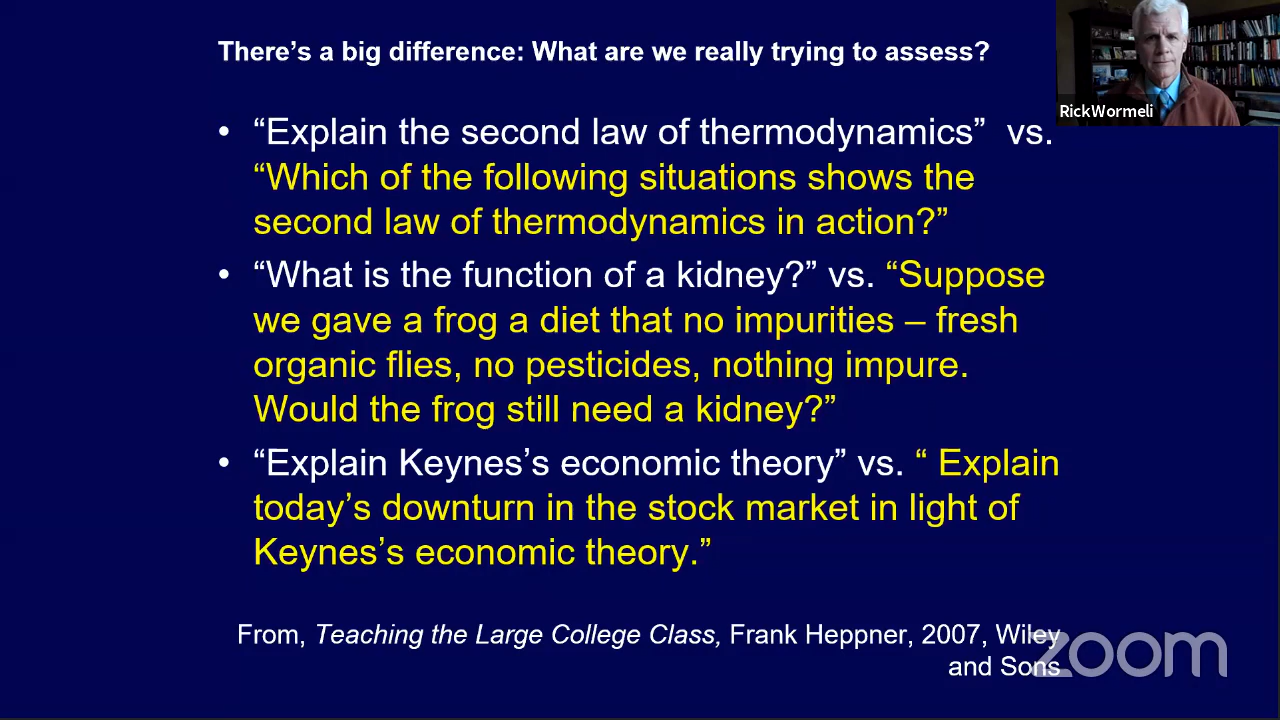 There’s a big difference: What are we really trying to assess?
RickWormeli
• “Explain the second law of thermodynamics”  vs.
“Which of the following situations shows the
second law of thermodynamics in action?”
• “What is the function of a kidney?” vs. “Suppose
we gave a frog a diet that no impurities – fresh
organic flies, no pesticides, nothing impure.
Would the frog still need a kidney?”
• “Explain Keynes’s economic theory” vs. “ Explain
today’s downturn in the stock market in light of
Keynes’s economic theory.”
From, Teaching the Large College Class, Frank Heppner, 2007, Wiley
and Sons
zoom